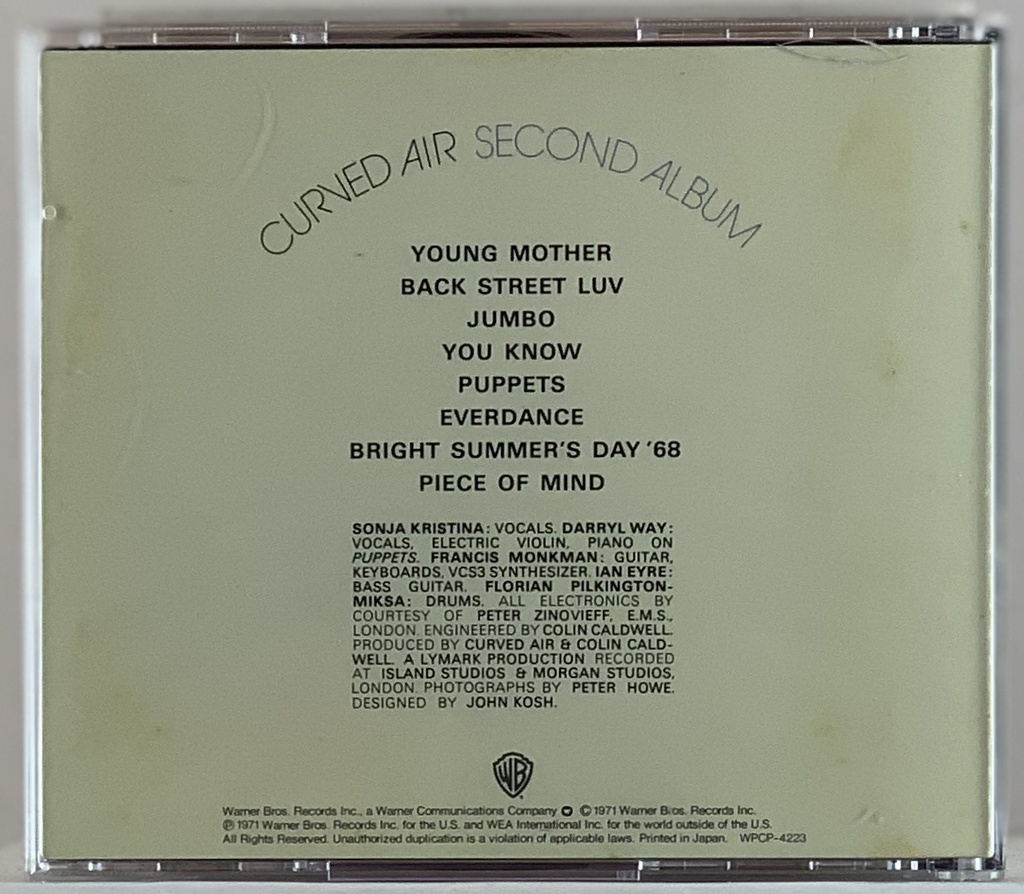 CURVED AIR SECOND ALBUM
YOUNG MOTHER
BACK STREET LUV
JUMBO
YOU KNOW
PUPPETS
EVERDANCE
BRIGHT SUMMER'S DAY '68
PIECE OF MIND
SONJA KRISTINA: VOCALS. DARRYL WAY:
VOCALS, ELECTRIC VIOLIN, PIANO ON
PUPPETS. FRANCIS MONKMAN: GUITAR,
KEYBOARDS, VCS3 SYNTHESIZER. IAN EYRE:
BASS GUITAR. FLORIAN PILKINGTON-
MIKSA: DRUMS. ALL ELECTRONICS BY
COURTESY OF PETER ZINOVIEFF, E.M.S.,
LONDON. ENGINEERED BY COLIN CALDWELL.
PRODUCED BY CURVED AIR & COLIN CALD-
WELL. A LYMARK PRODUCTION RECORDED
AT ISLAND STUDIOS & MORGAN STUDIOS,
LONDON. PHOTOGRAPHS BY PETER HOWE.
DESIGNED BY JOHN KOSH.
WB
Warner Bros. Records Inc., a Warner Communications Company © 1971 Warner Bros. Records Inc.
℗ 1971 Warner Bros. Records Inc. for the U.S. and WEA International Inc. for the world outside of the U.S.
All Rights Reserved. Unauthorized duplication is a violation of applicable laws. Printed in Japan. WPCP-4223